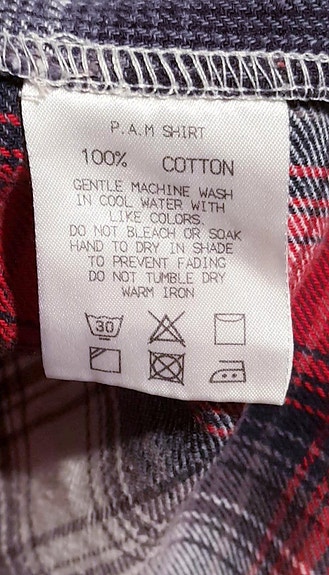 P.A.M SHIRT
100% COTTON
GENTLE MACHINE WASH
IN COOL WATER WITH
LIKE COLORS.
DO NOT BLEACH OR SOAK
HAND TO DRY IN SHADE
TO PREVENT FADING
DO NOT TUMBLE DRY
WARM IRON
30